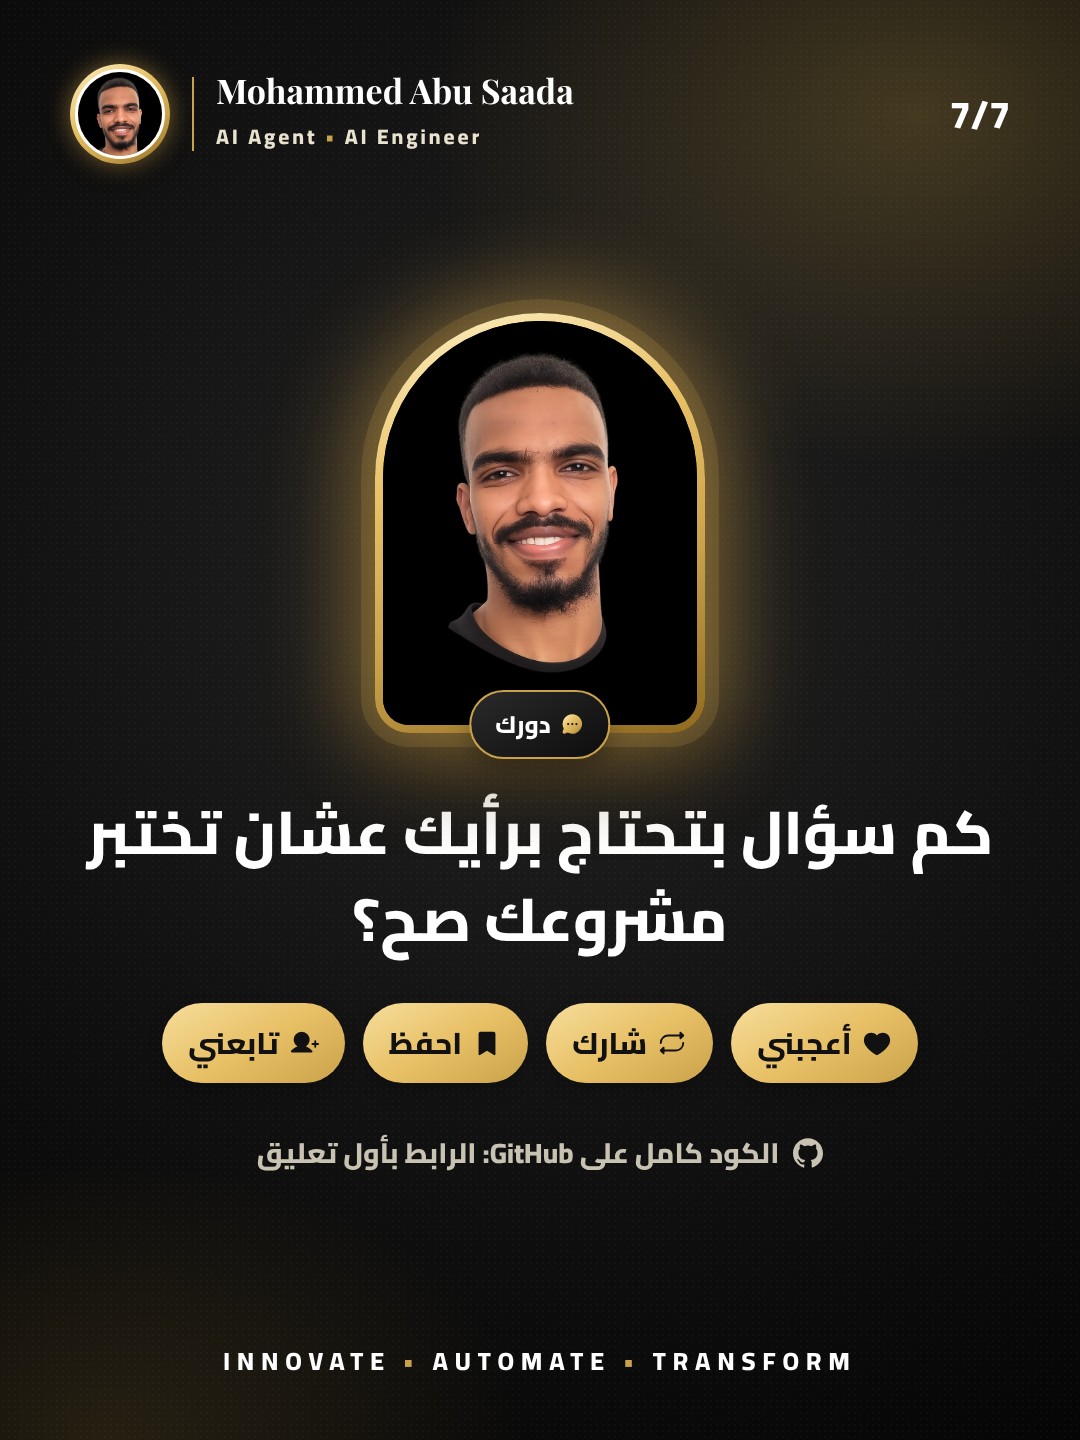 Mohammed Abu Saada
AI Agent ▪ AI Engineer
7/7
دورك
كم سؤال بتحتاج برأيك عشان تختبر
مشروعك صح؟
أعجبني
شارك
احفظ
تابعني
الكود كامل على GitHub: الرابط بأول تعليق
INNOVATE ▪ AUTOMATE ▪ TRANSFORM